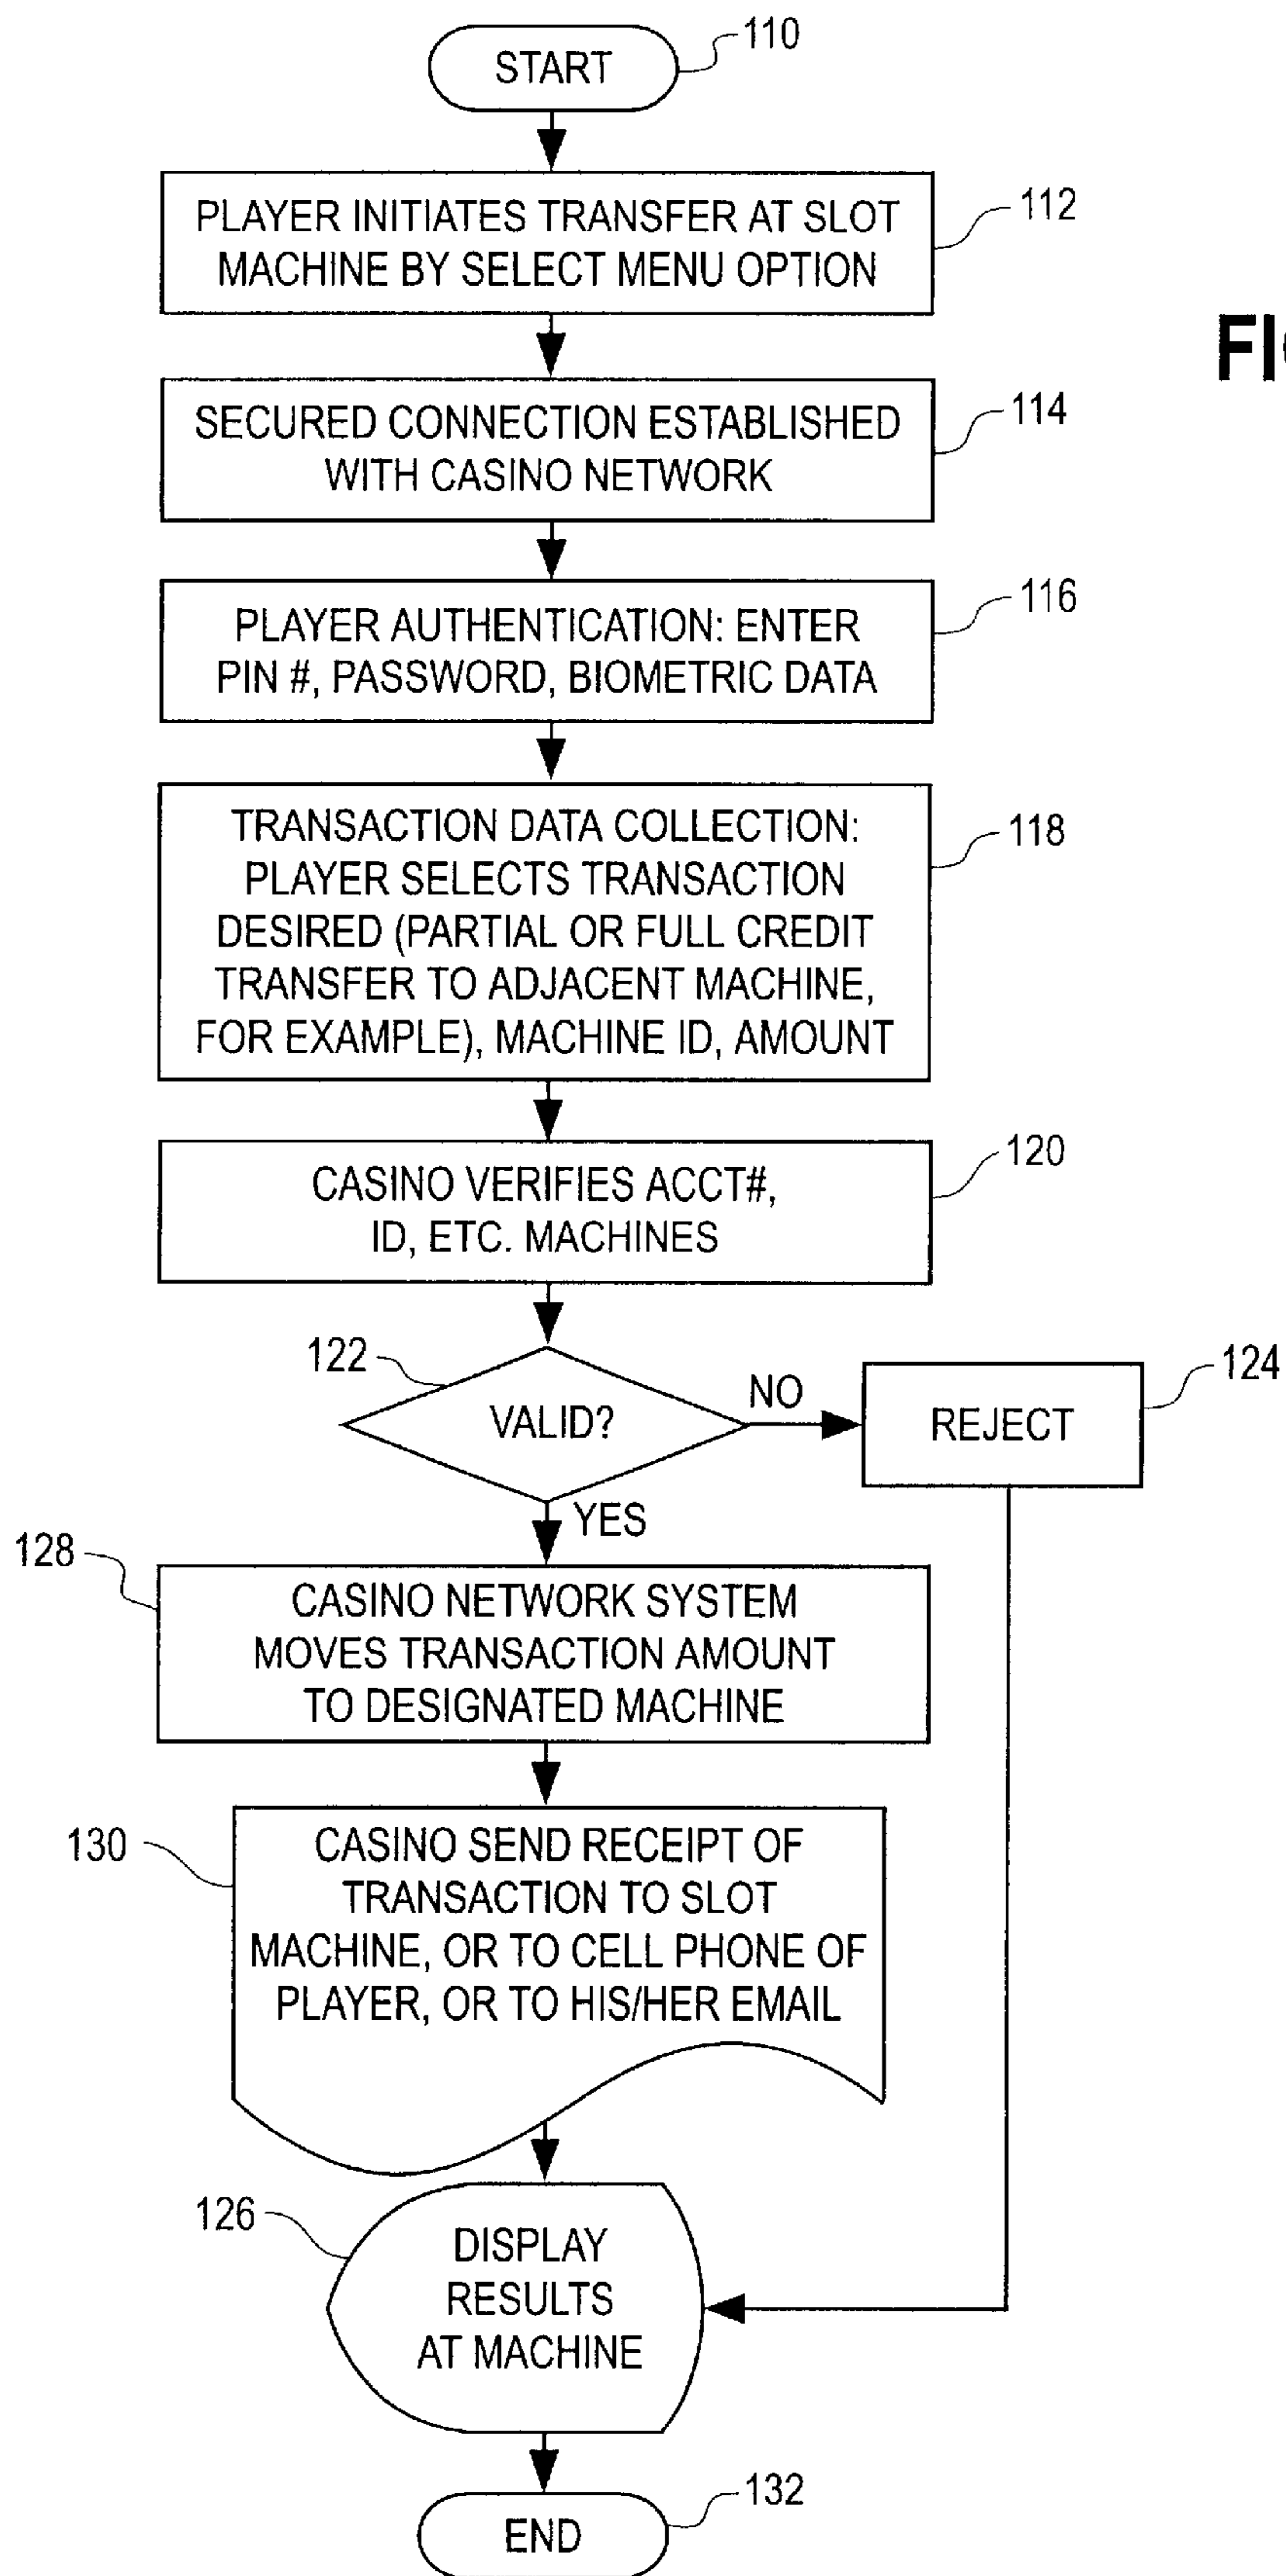 START
110
PLAYER INITIATES TRANSFER AT SLOT
MACHINE BY SELECT MENU OPTION
112
SECURED CONNECTION ESTABLISHED
WITH CASINO NETWORK
114
PLAYER AUTHENTICATION: ENTER
PIN #, PASSWORD, BIOMETRIC DATA
116
TRANSACTION DATA COLLECTION:
PLAYER SELECTS TRANSACTION
DESIRED (PARTIAL OR FULL CREDIT
TRANSFER TO ADJACENT MACHINE,
FOR EXAMPLE), MACHINE ID, AMOUNT
118
CASINO VERIFIES ACCT#,
ID, ETC. MACHINES
120
122
VALID?
NO
REJECT
124
YES
128
CASINO NETWORK SYSTEM
MOVES TRANSACTION AMOUNT
TO DESIGNATED MACHINE
130
CASINO SEND RECEIPT OF
TRANSACTION TO SLOT
MACHINE, OR TO CELL PHONE OF
PLAYER, OR TO HIS/HER EMAIL
126
DISPLAY
RESULTS
AT MACHINE
END
132